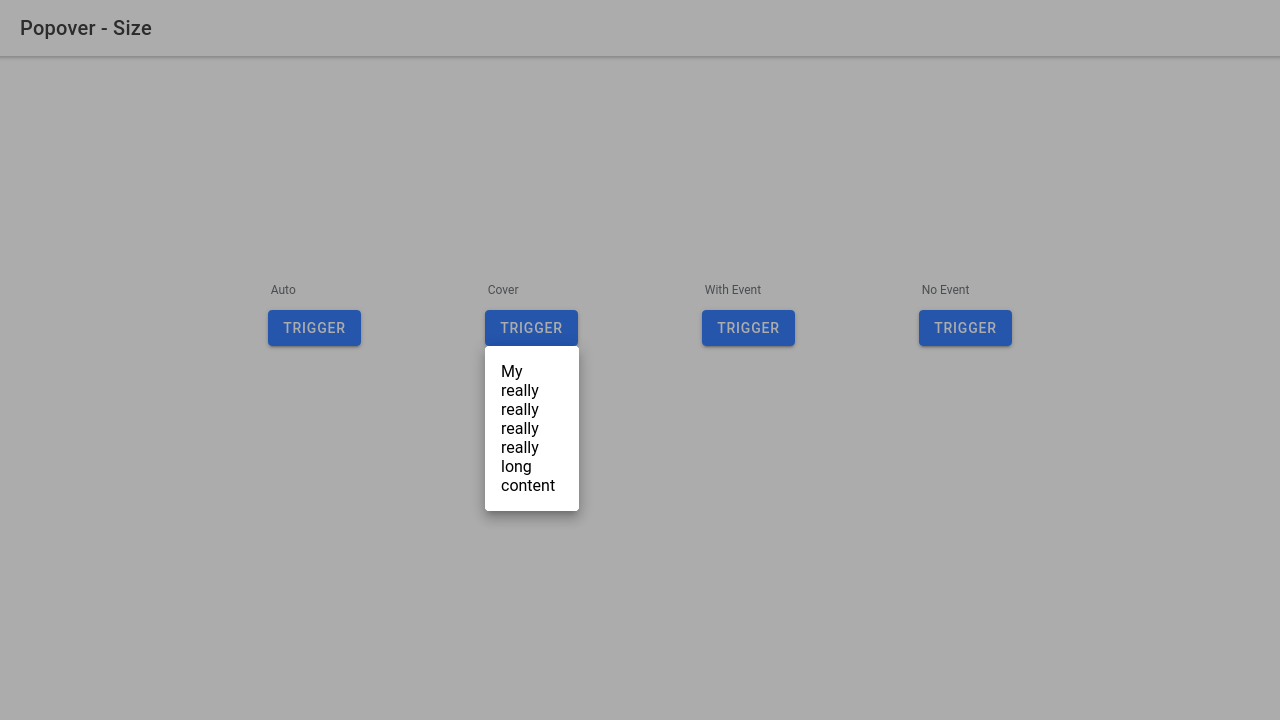 Popover - Size
Auto
Cover
With Event
No Event
TRIGGER
TRIGGER
TRIGGER
TRIGGER
My
really
really
really
really
long
content